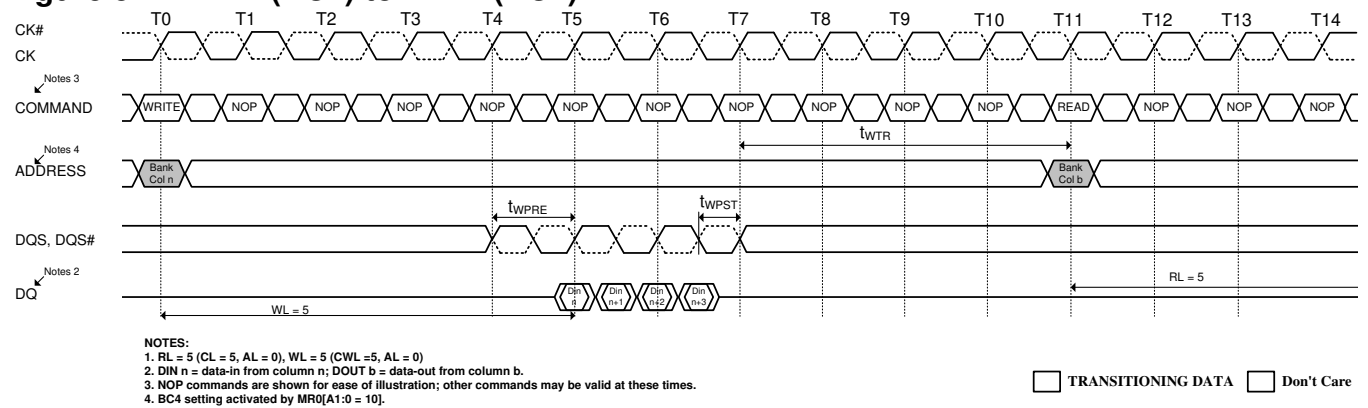 T0 T1 T2 T3 T4 T5 T6 T7 T8 T9 T10 T11 T12 T13 T14
CK#
CK
Notes 3
COMMAND WRITE NOP NOP NOP NOP NOP NOP NOP NOP NOP NOP READ NOP NOP NOP
tWTR
Notes 4
ADDRESS
Bank
Col n
Bank
Col b
tWPRE tWPST
DQS, DQS#
Notes 2
DQ
Din
n
Din
n+1
Din
n+2
Din
n+3
WL = 5
RL = 5
NOTES:
1. RL = 5 (CL = 5, AL = 0), WL = 5 (CWL =5, AL = 0)
2. DIN n = data-in from column n; DOUT b = data-out from column b.
3. NOP commands are shown for ease of illustration; other commands may be valid at these times.
4. BC4 setting activated by MR0[A1:0 = 10].
TRANSITIONING DATA Don't Care